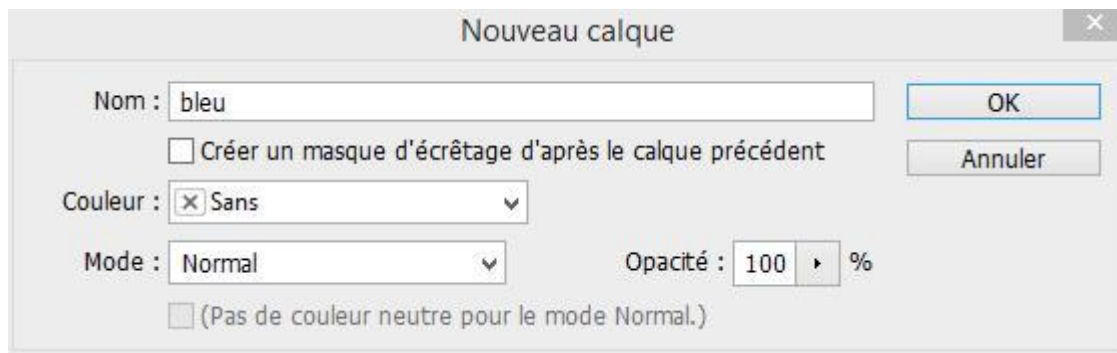 Nouveau calque
Nom : bleu
OK
Créer un masque d'écrêtage d'après le calque précédent
Annuler
Couleur : Sans
Mode : Normal Opacité : 100 %
(Pas de couleur neutre pour le mode Normal.)